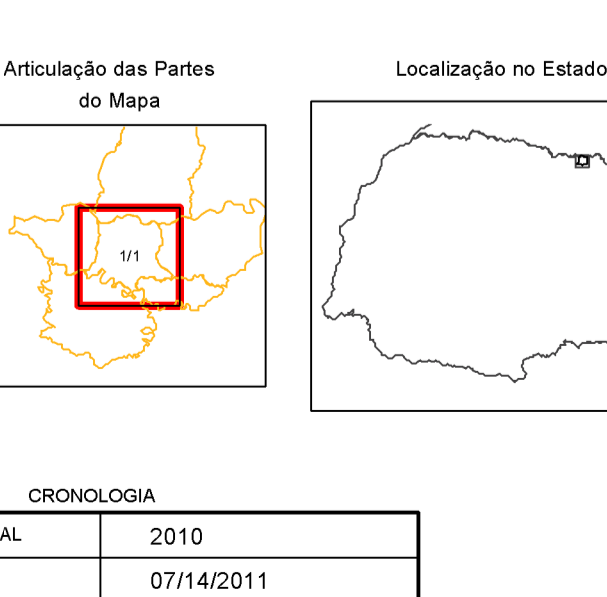 Articulação das Partes
do Mapa
Localização no Estado
1/1
CRONOLOGIA
AL 2010
07/14/2011